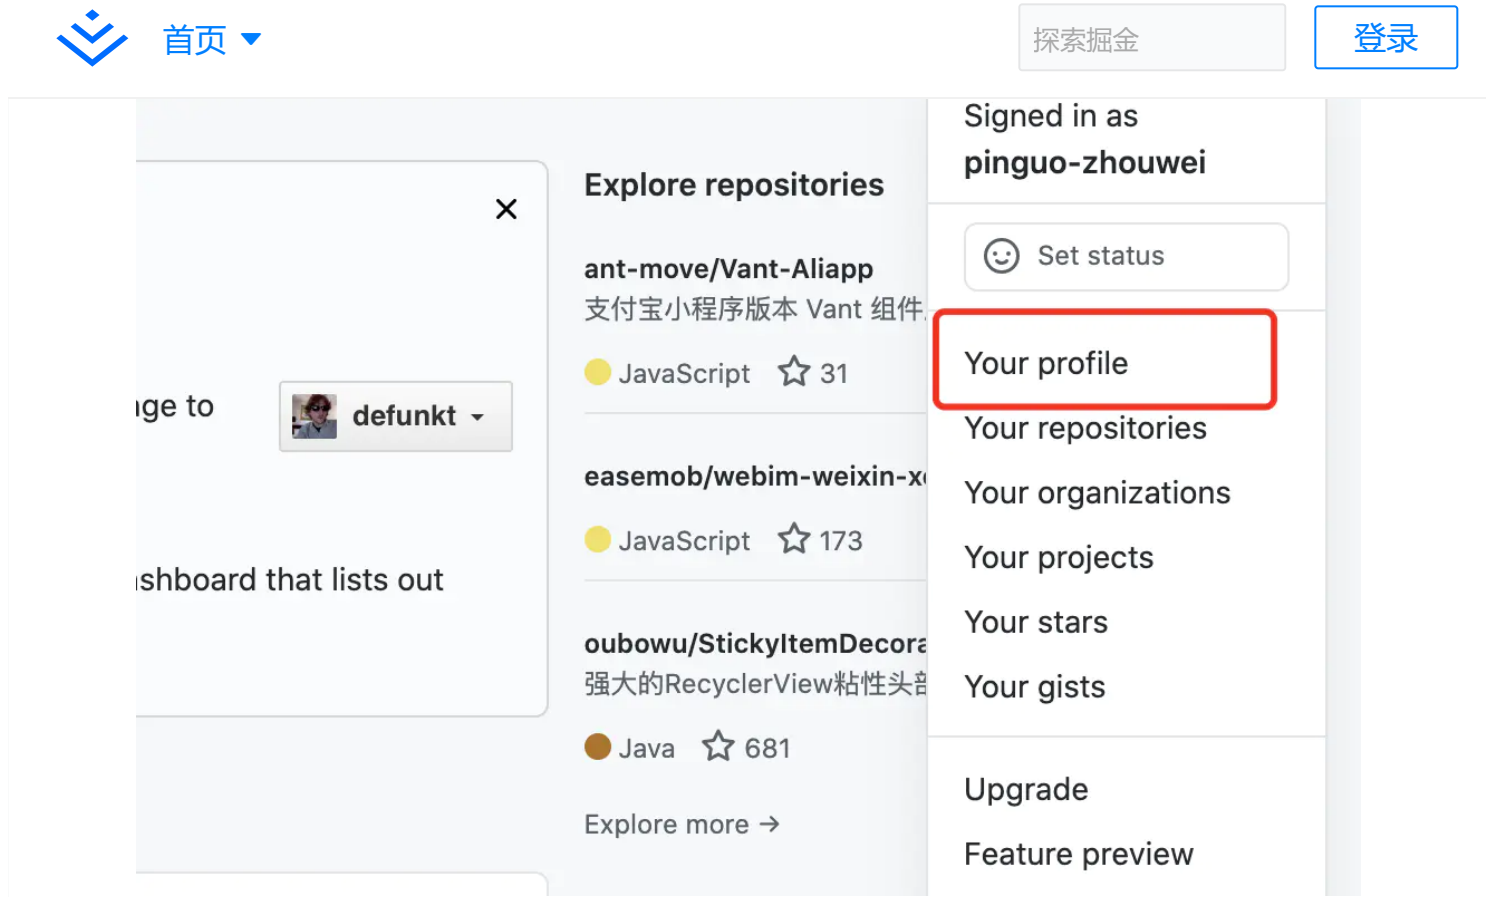 首页
探索掘金
登录
Signed in as
pinguo-zhouwei
Explore repositories
Set status
ant-move/Vant-Aliapp
支付宝小程序版本 Vant 组件
JavaScript 31
Your profile
ge to
defunkt
Your repositories
easemob/webim-weixin-x
Your organizations
JavaScript 173
Your projects
shboard that lists out
Your stars
oubowu/StickyItemDecora
强大的RecyclerView粘性头部
Your gists
Java 681
Upgrade
Explore more →
Feature preview